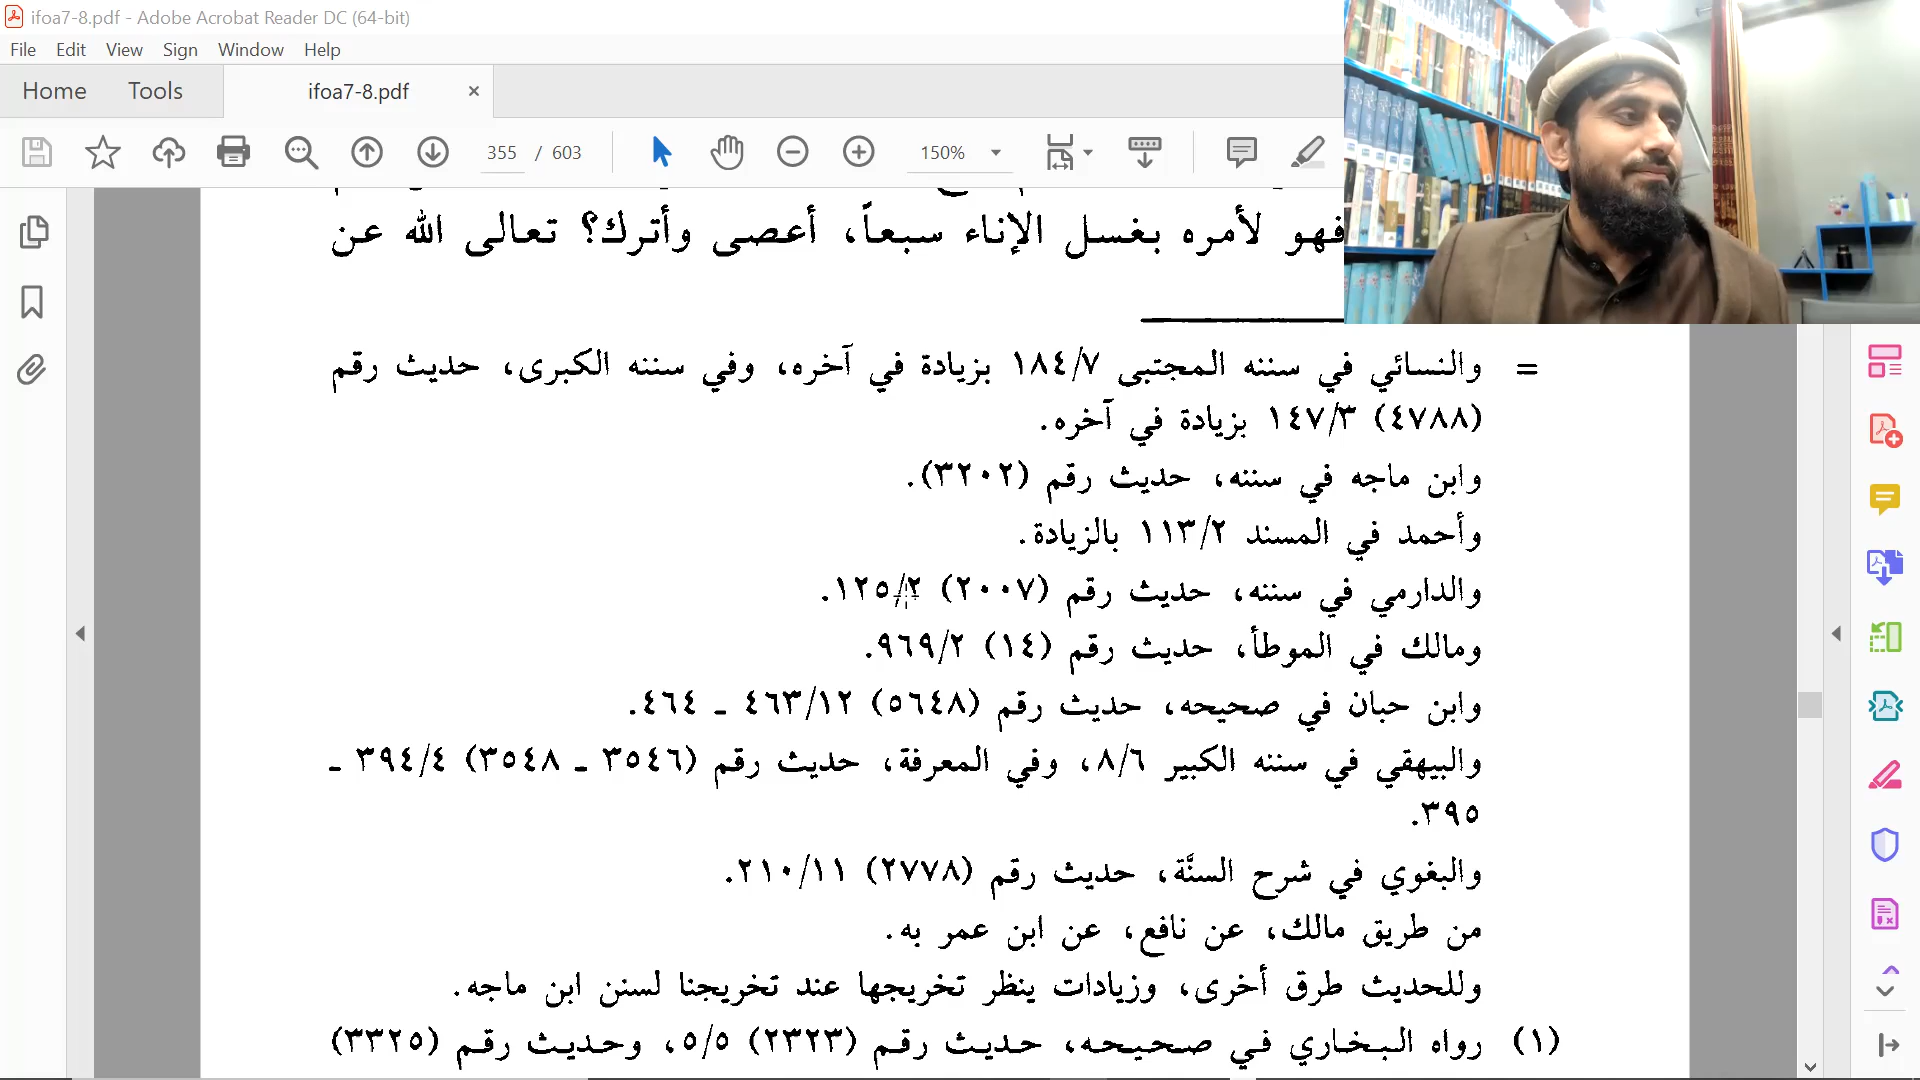 ifoa7-8.pdf - Adobe Acrobat Reader DC (64-bit)
File Edit View Sign Window Help
Home Tools ifoa7-8.pdf ×
355 / 603 150%
فهو لأمره بغسل الإناء سبعاً، أعصى وأترك؟ تعالى الله عن
= والنسائي في سننه المجتبى ١٨٤/٧ بزيادة في آخره، وفي سننه الكبرى، حديث رقم
(٤٧٨٨) ١٤٧/٣ بزيادة في آخره.
وابن ماجه في سننه، حديث رقم (٣٢٠٢).
وأحمد في المسند ١١٣/٢ بالزيادة.
والدارمي في سننه، حديث رقم (٢٠٠٧) ١٢٥/٢.
ومالك في الموطأ، حديث رقم (١٤) ٩٦٩/٢.
وابن حبان في صحيحه، حديث رقم (٥٦٤٨) ٤٦٣/١٢ ـ ٤٦٤.
والبيهقي في سننه الكبير ٨/٦، وفي المعرفة، حديث رقم (٣٥٤٦ ـ ٣٥٤٨) ٣٩٤/٤ ـ
٣٩٥.
والبغوي في شرح السنَّة، حديث رقم (٢٧٧٨) ٢١٠/١١.
من طريق مالك، عن نافع، عن ابن عمر به.
وللحديث طرق أخرى، وزيادات ينظر تخريجها عند تخريجنا لسنن ابن ماجه.
(١) رواه البخاري في صحيحه، حديث رقم (٢٣٢٣) ٥/٥، وحديث رقم (٣٣٢٥)